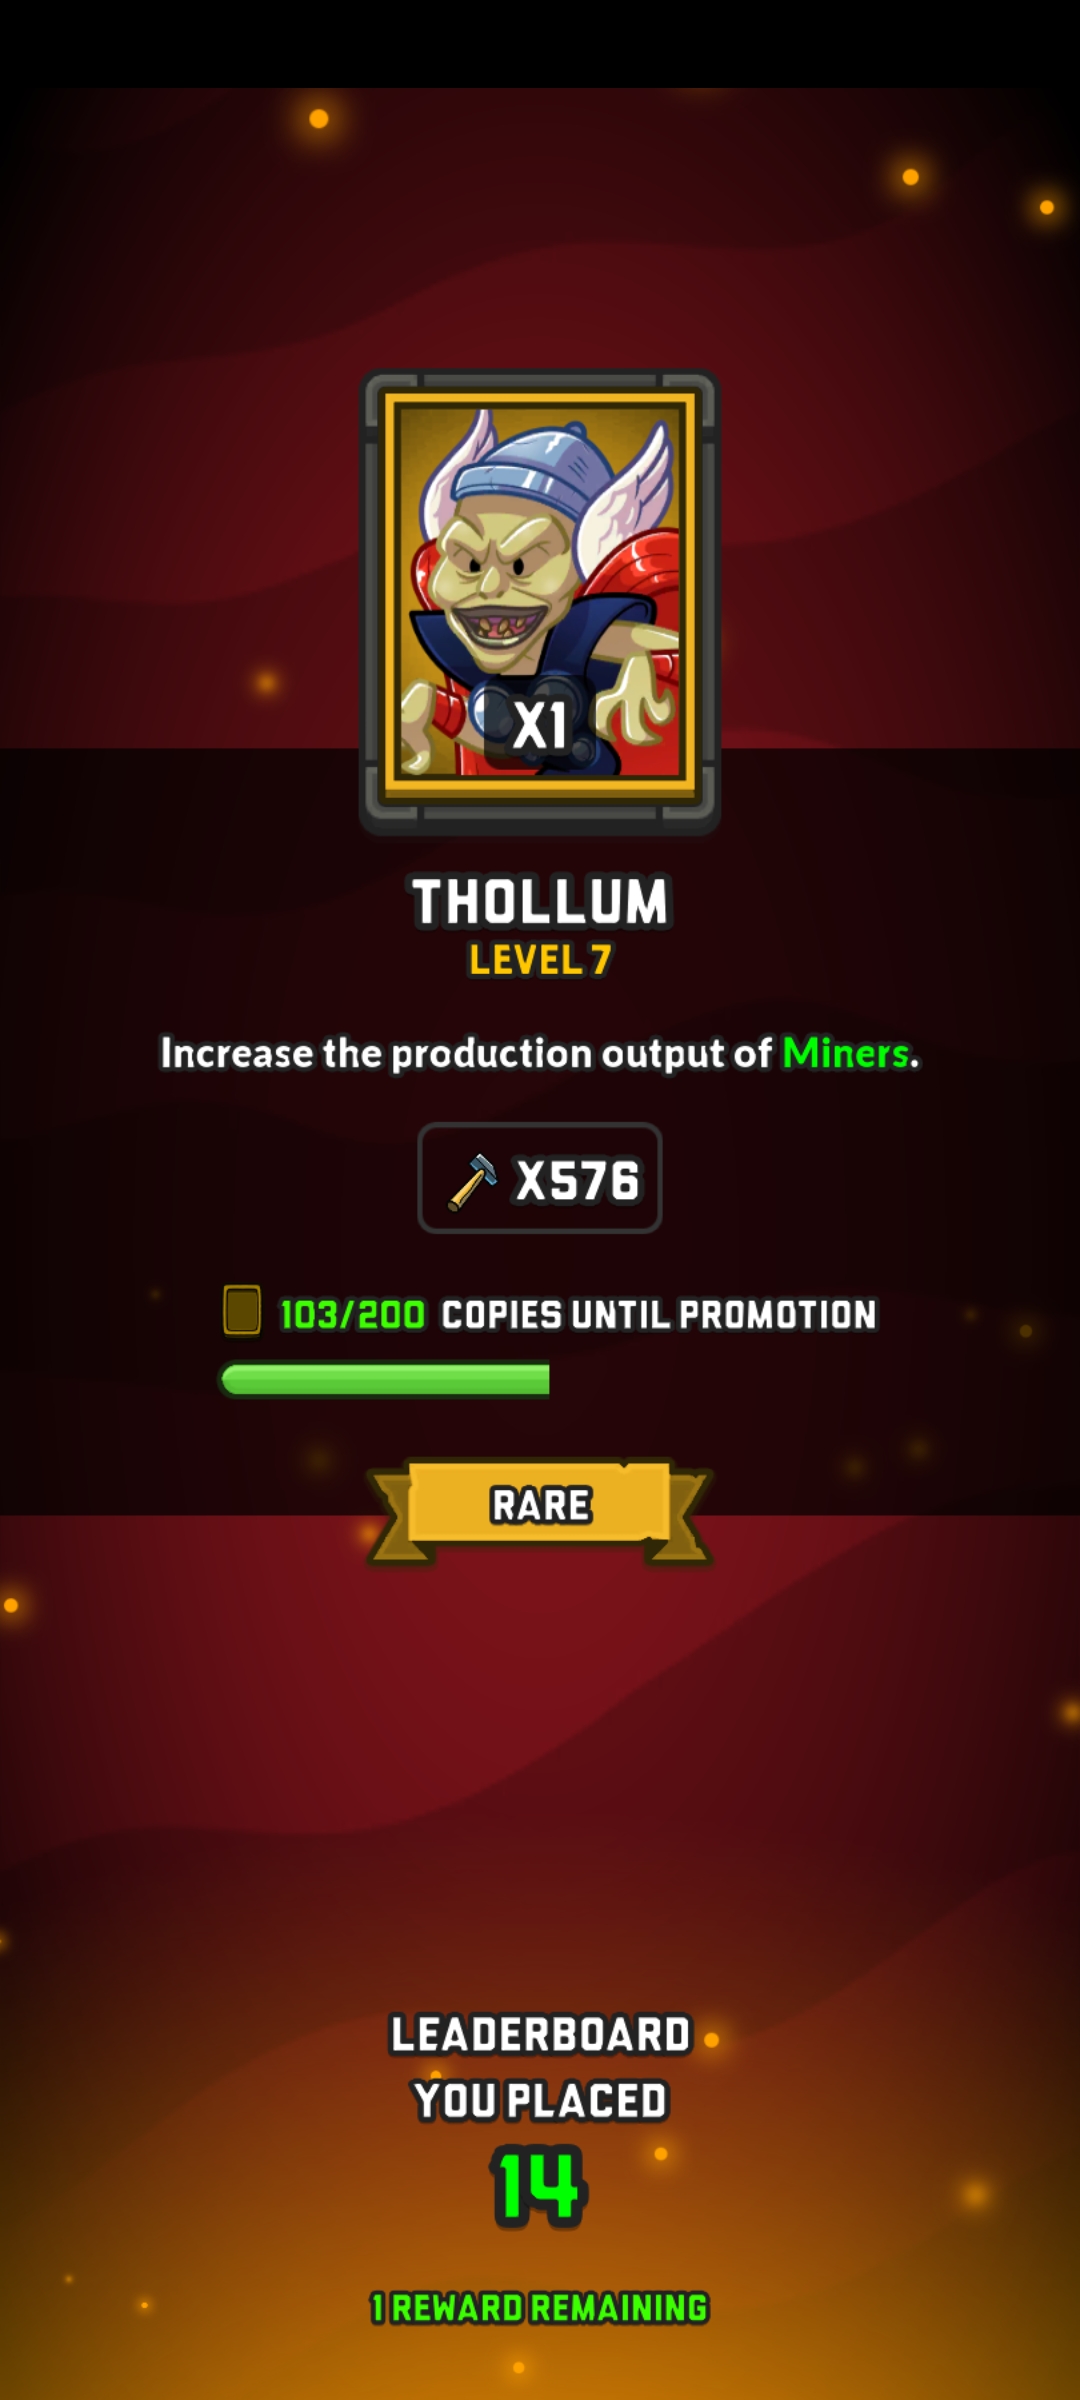 X1
THOLLUM
LEVEL 7
Increase the production output of Miners.
X576
103/200 COPIES UNTIL PROMOTION
RARE
LEADERBOARD
YOU PLACED
14
1 REWARD REMAINING